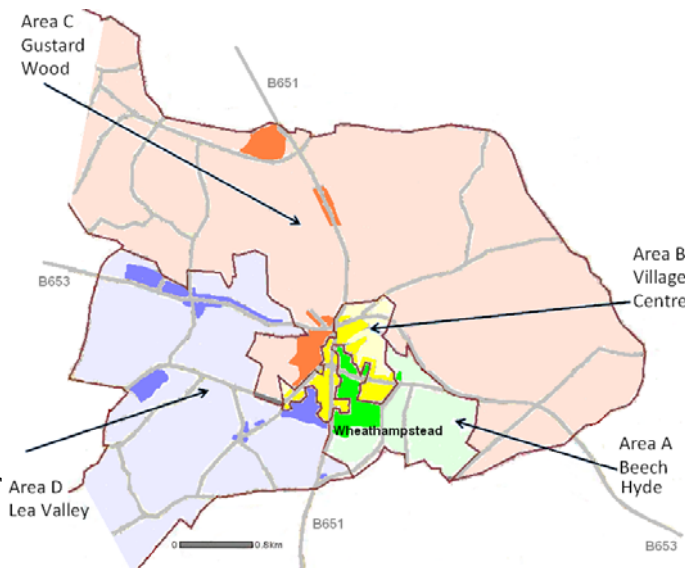 Area C
Gustard
Wood
B651
B653
Area B
Village
Centre
Wheathampstead
Area A
Beech
Hyde
Area D
Lea Valley
B651
0 0.8km
B653